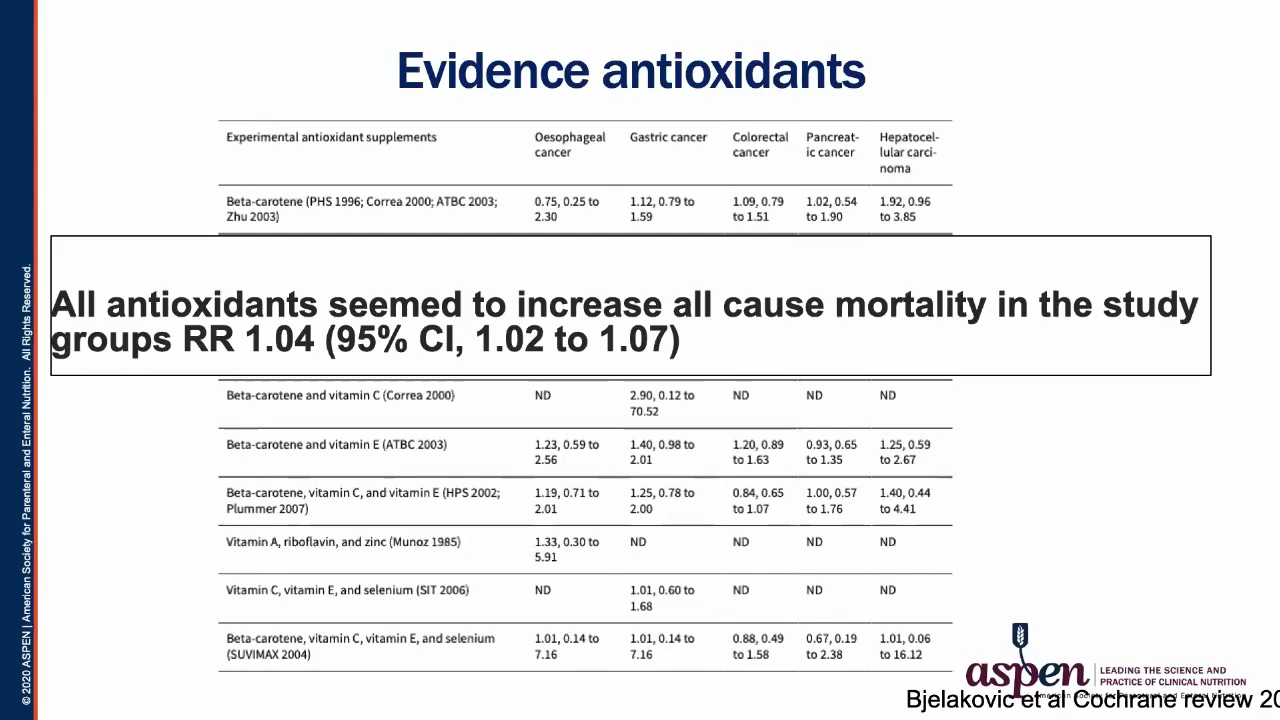 Evidence antioxidants
Experimental antioxidant supplements Oesophageal cancer Gastric cancer Colorectal cancer Pancreat-ic cancer Hepatocel-lular carci-noma
Beta-carotene (PHS 1996; Correa 2000; ATBC 2003; Zhu 2003) 0.75, 0.25 to 2.30 1.12, 0.79 to 1.59 1.09, 0.79 to 1.51 1.02, 0.54 to 1.90 1.92, 0.96 to 3.85
All antioxidants seemed to increase all cause mortality in the study
groups RR 1.04 (95% CI, 1.02 to 1.07)
Beta-carotene and vitamin C (Correa 2000) ND 2.90, 0.12 to 70.52 ND ND ND
Beta-carotene and vitamin E (ATBC 2003) 1.23, 0.59 to 2.56 1.40, 0.98 to 2.01 1.20, 0.89 to 1.63 0.93, 0.65 to 1.35 1.25, 0.59 to 2.67
Beta-carotene, vitamin C, and vitamin E (HPS 2002; Plummer 2007) 1.19, 0.71 to 2.01 1.25, 0.78 to 2.00 0.84, 0.65 to 1.07 1.00, 0.57 to 1.76 1.40, 0.44 to 4.41
Vitamin A, riboflavin, and zinc (Munoz 1985) 1.33, 0.30 to 5.91 ND ND ND ND
Vitamin C, vitamin E, and selenium (SIT 2006) ND 1.01, 0.60 to 1.68 ND ND ND
Beta-carotene, vitamin C, vitamin E, and selenium (SUVIMAX 2004) 1.01, 0.14 to 7.16 1.01, 0.14 to 7.16 0.88, 0.49 to 1.58 0.67, 0.19 to 2.38 1.01, 0.06 to 16.12
aspen
LEADING THE SCIENCE AND
PRACTICE OF CLINICAL NUTRITION
American Society for Parenteral and Enteral Nutrition
Bjelakovic et al Cochrane review 20
© 2020 ASPEN | American Society for Parenteral and Enteral Nutrition. All Rights Reserved.